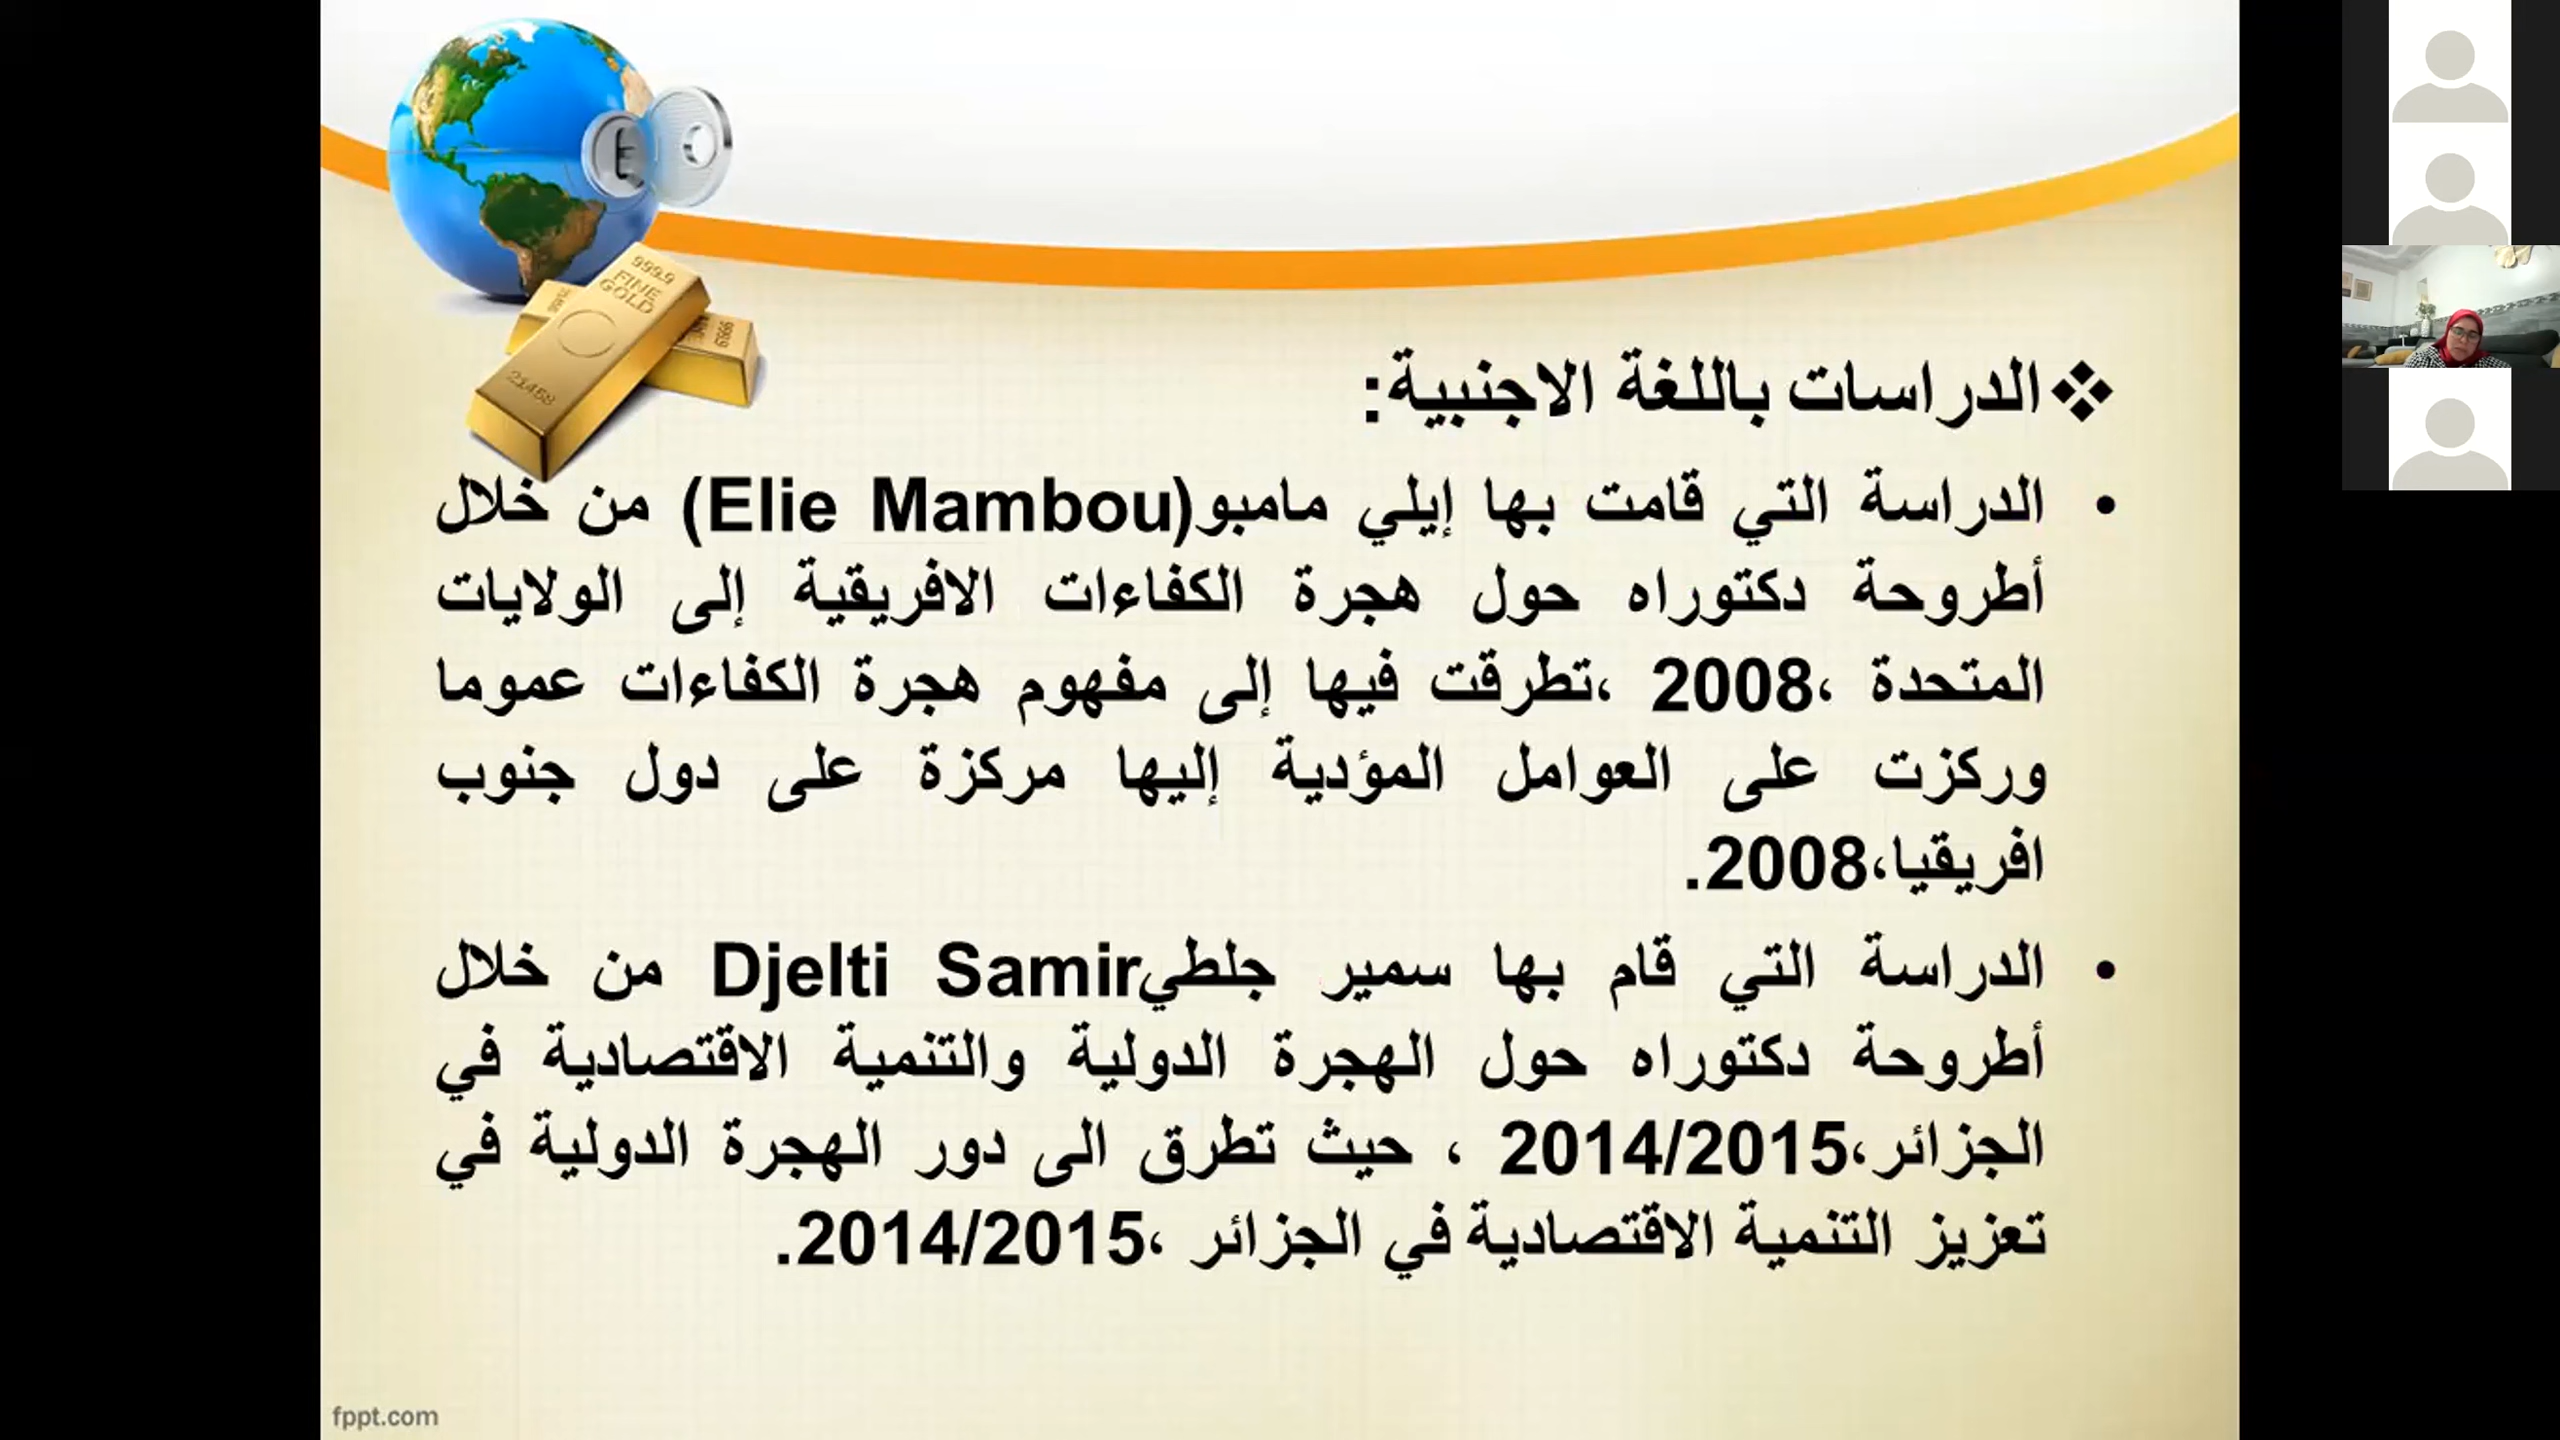 999.9
FINE
GOLD
21458
❖الدراسات باللغة الاجنبية:
• الدراسة التي قامت بها إيلي مامبو(Elie Mambou) من خلال
أطروحة دكتوراه حول هجرة الكفاءات الافريقية إلى الولايات
المتحدة ،2008 ،تطرقت فيها إلى مفهوم هجرة الكفاءات عموما
وركزت على العوامل المؤدية إليها مركزة على دول جنوب
افريقيا،2008.
• الدراسة التي قام بها سمير جلطيDjelti Samir من خلال
أطروحة دكتوراه حول الهجرة الدولية والتنمية الاقتصادية في
الجزائر،2014/2015 ، حيث تطرق الى دور الهجرة الدولية في
تعزيز التنمية الاقتصادية في الجزائر ،2014/2015.
fppt.com